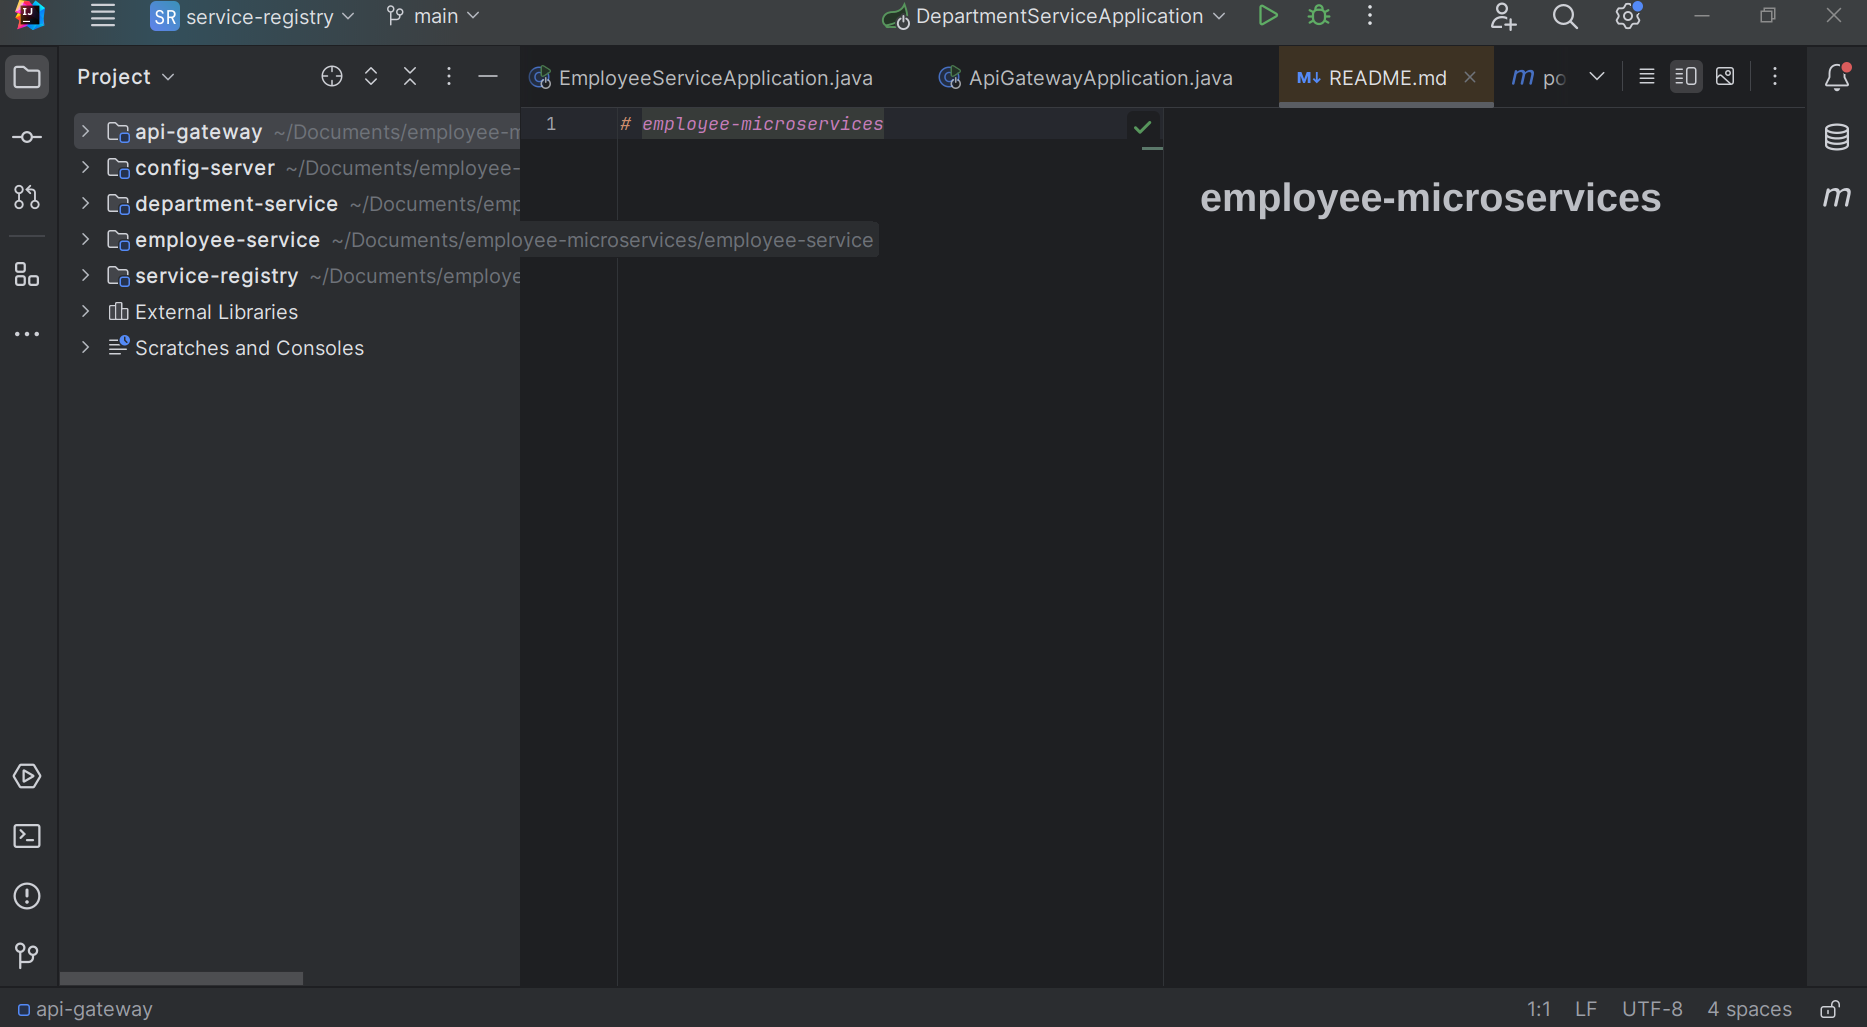 IJ
SR service-registry main DepartmentServiceApplication
Project
EmployeeServiceApplication.java ApiGatewayApplication.java M↓ README.md m po
api-gateway ~/Documents/employee-m
config-server ~/Documents/employee-
department-service ~/Documents/emp
employee-service ~/Documents/employee-microservices/employee-service
service-registry ~/Documents/employe
External Libraries
Scratches and Consoles
1 # employee-microservices
employee-microservices
m
api-gateway 1:1 LF UTF-8 4 spaces